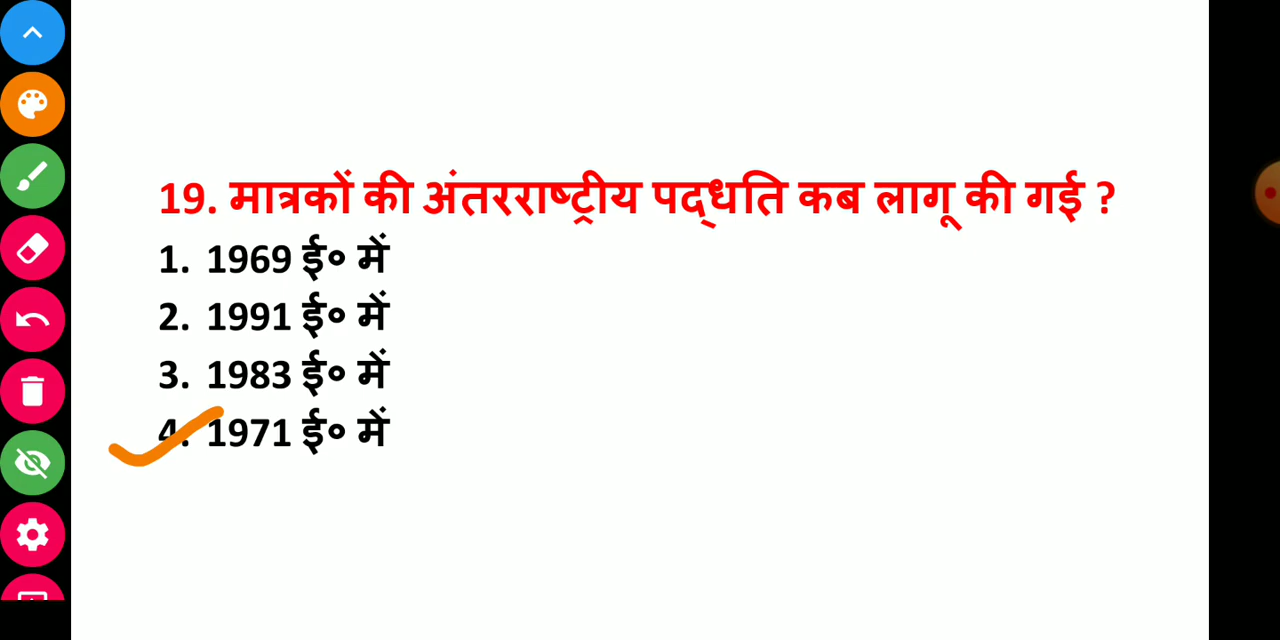 19. मात्रकों की अंतरराष्ट्रीय पद्धति कब लागू की गई ?
1. 1969 ई० में
2. 1991 ई० में
3. 1983 ई० में
4. 1971 ई० में